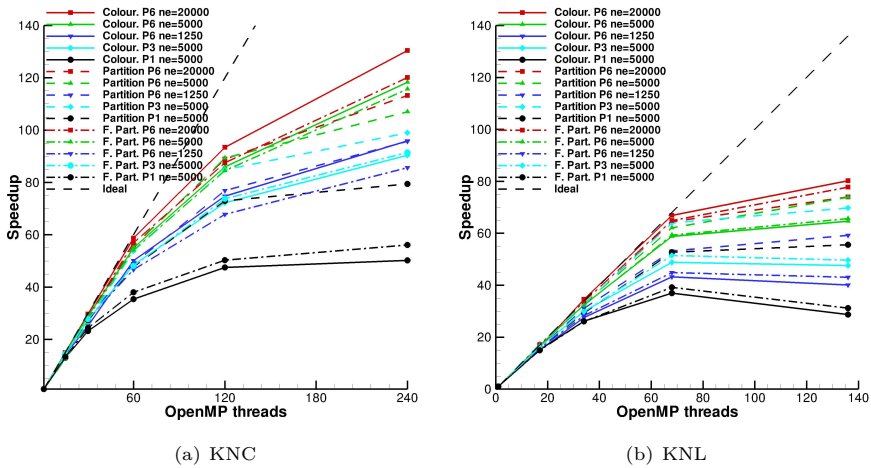 Colour. P6 ne=20000
Colour. P6 ne=5000
Colour. P6 ne=1250
Colour. P3 ne=5000
Colour. P1 ne=5000
Partition P6 ne=20000
Partition P6 ne=5000
Partition P6 ne=1250
Partition P3 ne=5000
Partition P1 ne=5000
F. Part. P6 ne=20000
F. Part. P6 ne=5000
F. Part. P6 ne=1250
F. Part. P3 ne=5000
F. Part. P1 ne=5000
Ideal
140
120
100
80
60
40
20
Speedup
60
120
180
240
OpenMP threads
(a) KNC
Colour. P6 ne=20000
Colour. P6 ne=5000
Colour. P6 ne=1250
Colour. P3 ne=5000
Colour. P1 ne=5000
Partition P6 ne=20000
Partition P6 ne=5000
Partition P6 ne=1250
Partition P3 ne=5000
Partition P1 ne=5000
F. Part. P6 ne=20000
F. Part. P6 ne=5000
F. Part. P6 ne=1250
F. Part. P3 ne=5000
F. Part. P1 ne=5000
Ideal
140
120
100
80
60
40
20
0
Speedup
0
20
40
60
80
100
120
140
OpenMP threads
(b) KNL